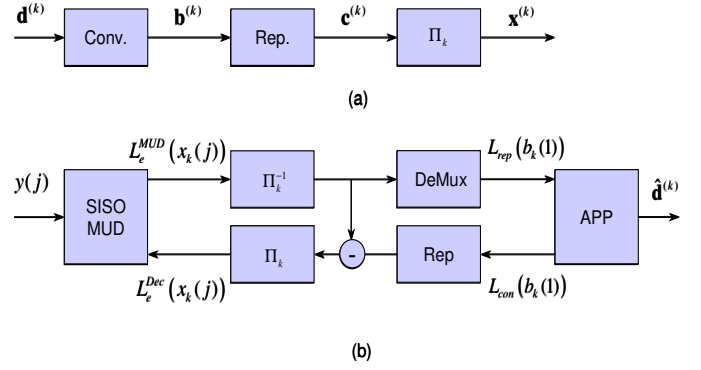 d^(k) b^(k) c^(k) x^(k)
Conv. Rep. Π_k
(a)
L_e^MUD(x_k(j)) L_rep(b_k(1))
y(j) SISO MUD Π_k^-1 DeMux APP d̂^(k)
Π_k - Rep
L_e^Dec(x_k(j)) L_con(b_k(1))
(b)